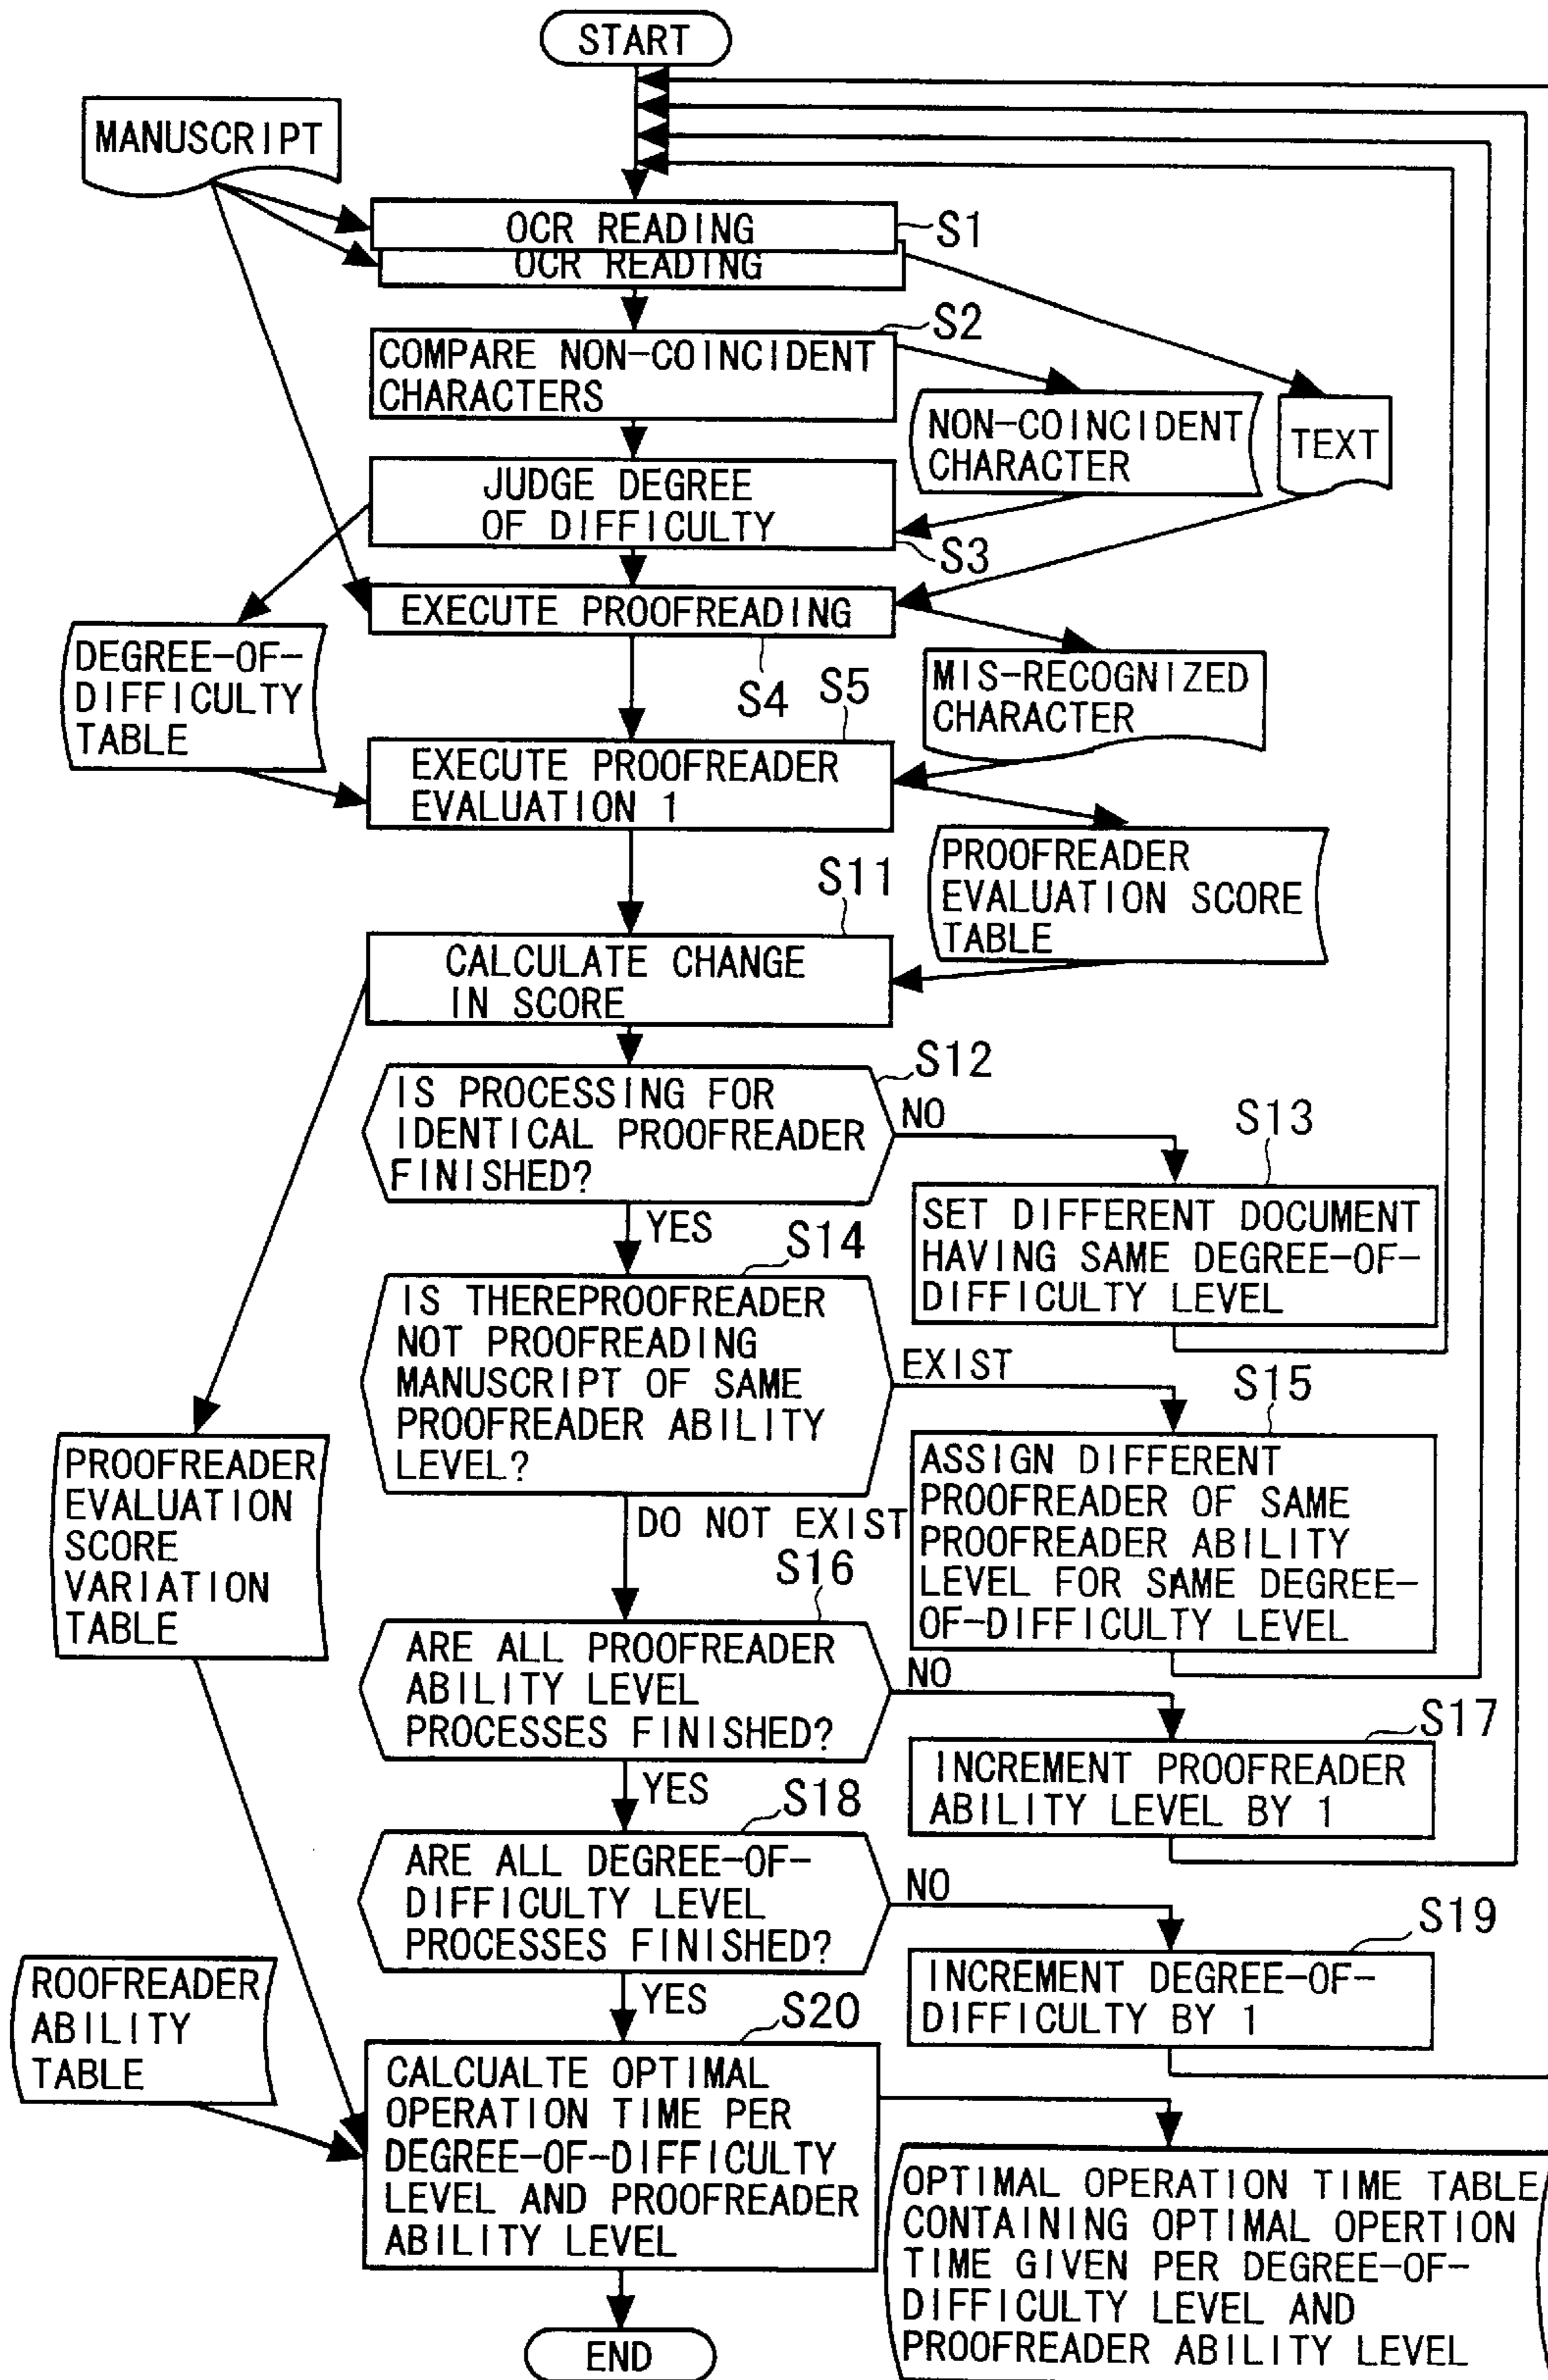 START
MANUSCRIPT
OCR READING
S1
OCR READING
S2
COMPARE NON-COINCIDENT
CHARACTERS
NON-COINCIDENT
CHARACTER
TEXT
JUDGE DEGREE
OF DIFFICULTY
S3
EXECUTE PROOFREADING
S4
DEGREE-OF-
DIFFICULTY
TABLE
MIS-RECOGNIZED
CHARACTER
S5
EXECUTE PROOFREADER
EVALUATION 1
PROOFREADER
EVALUATION SCORE
TABLE
S11
CALCULATE CHANGE
IN SCORE
S12
IS PROCESSING FOR
IDENTICAL PROOFREADER
FINISHED?
NO
S13
SET DIFFERENT DOCUMENT
HAVING SAME DEGREE-OF-
DIFFICULTY LEVEL
YES
S14
IS THEREPROOFREADER
NOT PROOFREADING
MANUSCRIPT OF SAME
PROOFREADER ABILITY
LEVEL?
EXIST
S15
ASSIGN DIFFERENT
PROOFREADER OF SAME
PROOFREADER ABILITY
LEVEL FOR SAME DEGREE-
OF-DIFFICULTY LEVEL
PROOFREADER
EVALUATION
SCORE
VARIATION
TABLE
DO NOT EXIST
S16
ARE ALL PROOFREADER
ABILITY LEVEL
PROCESSES FINISHED?
NO
S17
INCREMENT PROOFREADER
ABILITY LEVEL BY 1
YES
S18
ARE ALL DEGREE-OF-
DIFFICULTY LEVEL
PROCESSES FINISHED?
NO
S19
INCREMENT DEGREE-OF-
DIFFICULTY BY 1
YES
S20
ROOFREADER
ABILITY
TABLE
CALCUALTE OPTIMAL
OPERATION TIME PER
DEGREE-OF-DIFFICULTY
LEVEL AND PROOFREADER
ABILITY LEVEL
OPTIMAL OPERATION TIME TABLE
CONTAINING OPTIMAL OPERTION
TIME GIVEN PER DEGREE-OF-
DIFFICULTY LEVEL AND
PROOFREADER ABILITY LEVEL
END